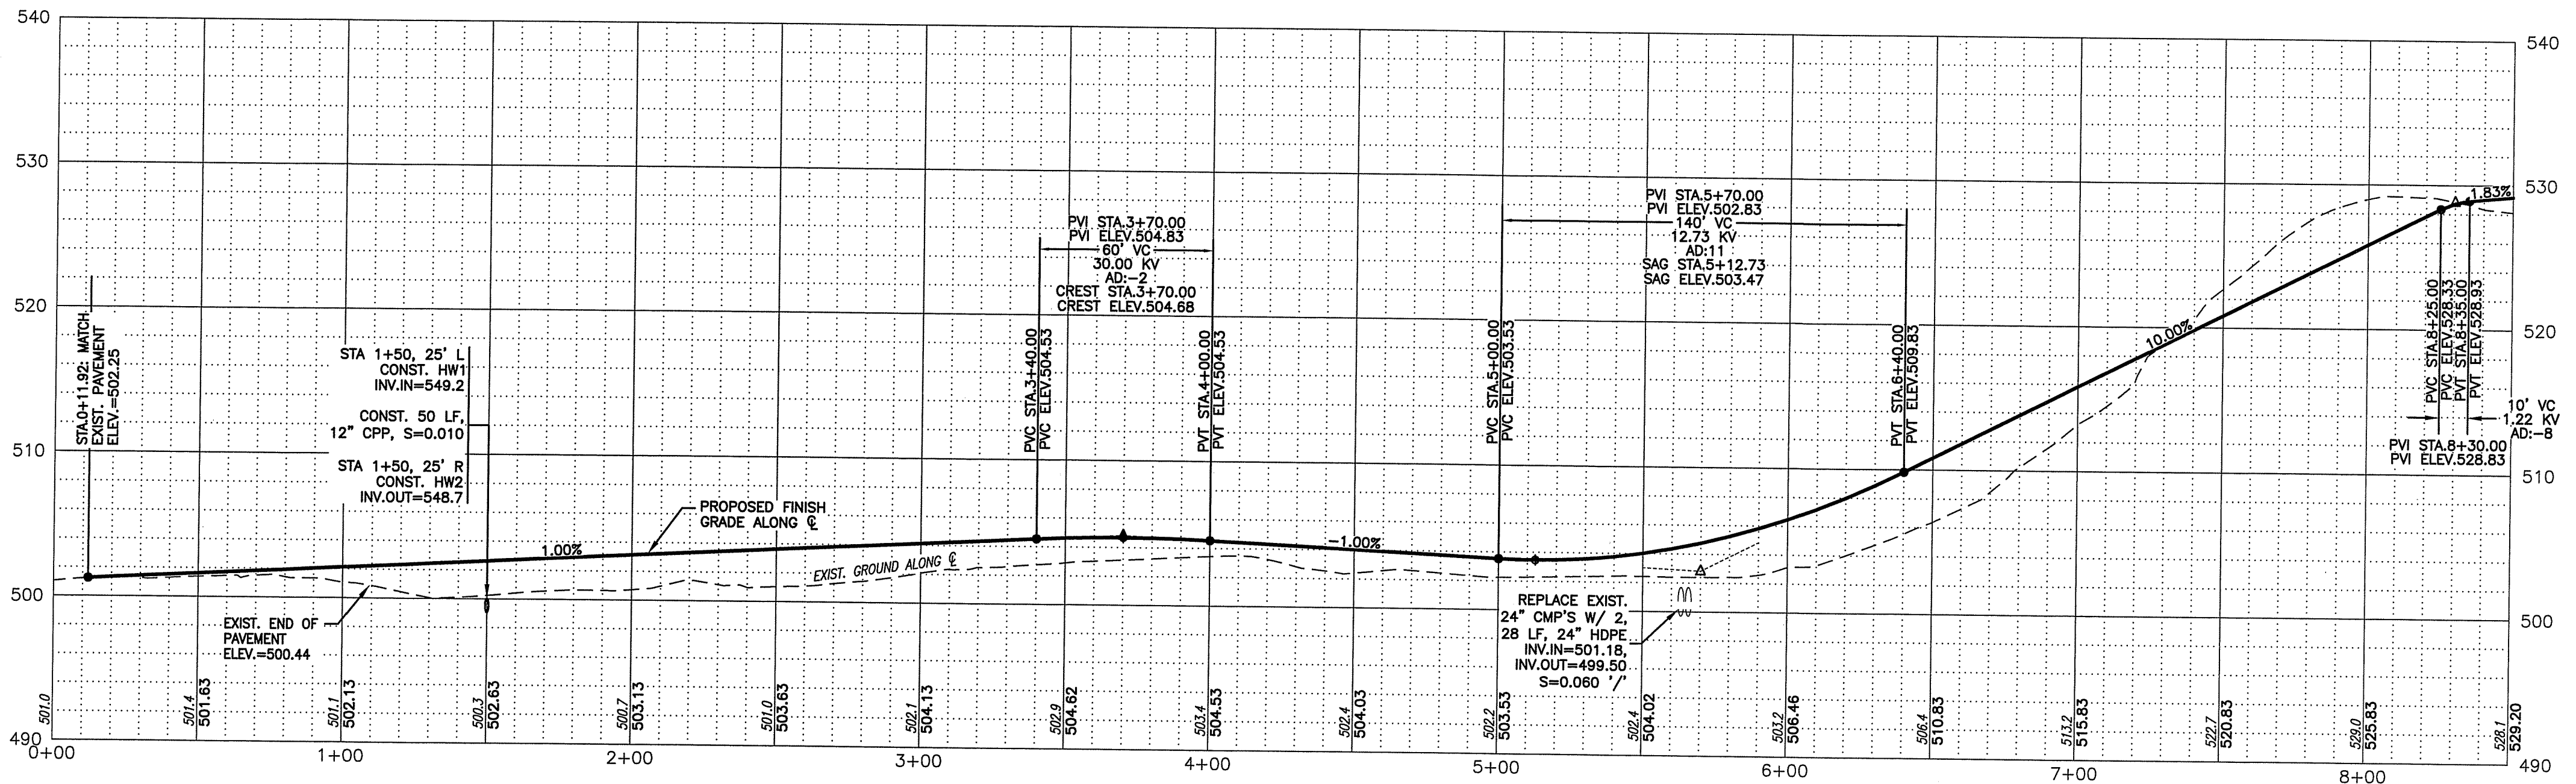 540
530
520
510
500
490
540
530
520
510
500
490
STA.0+11.92: MATCH
EXIST. PAVEMENT
ELEV.=502.25
STA 1+50, 25' L
CONST. HW1
INV.IN=549.2
CONST. 50 LF,
12" CPP, S=0.010
STA 1+50, 25' R
CONST. HW2
INV.OUT=548.7
EXIST. END OF
PAVEMENT
ELEV.=500.44
1.00%
PROPOSED FINISH
GRADE ALONG ℄
EXIST. GROUND ALONG ℄
PVI STA.3+70.00
PVI ELEV.504.83
60' VC
30.00 KV
AD:-2
CREST STA.3+70.00
CREST ELEV.504.68
PVC STA.3+40.00
PVC ELEV.504.53
PVT STA.4+00.00
PVT ELEV.504.53
-1.00%
PVI STA.5+70.00
PVI ELEV.502.83
140' VC
12.73 KV
AD:11
SAG STA.5+12.73
SAG ELEV.503.47
PVC STA.5+00.00
PVC ELEV.503.53
PVT STA.6+40.00
PVT ELEV.509.83
REPLACE EXIST.
24" CMP'S W/ 2,
28 LF, 24" HDPE
INV.IN=501.18,
INV.OUT=499.50
S=0.060 '/'
10.00%
1.83%
PVC STA.8+25.00
PVC ELEV.528.33
PVT STA.8+35.00
PVT ELEV.528.93
10' VC
1.22 KV
AD:-8
PVI STA.8+30.00
PVI ELEV.528.83
501.0
501.4
501.63
501.1
502.13
500.3
502.63
500.7
503.13
501.0
503.63
502.1
504.13
502.9
504.62
503.4
504.53
502.4
504.03
502.2
503.53
502.4
504.02
503.2
506.46
506.4
510.83
513.2
515.83
522.7
520.83
529.0
525.83
528.1
529.20
0+00
1+00
2+00
3+00
4+00
5+00
6+00
7+00
8+00